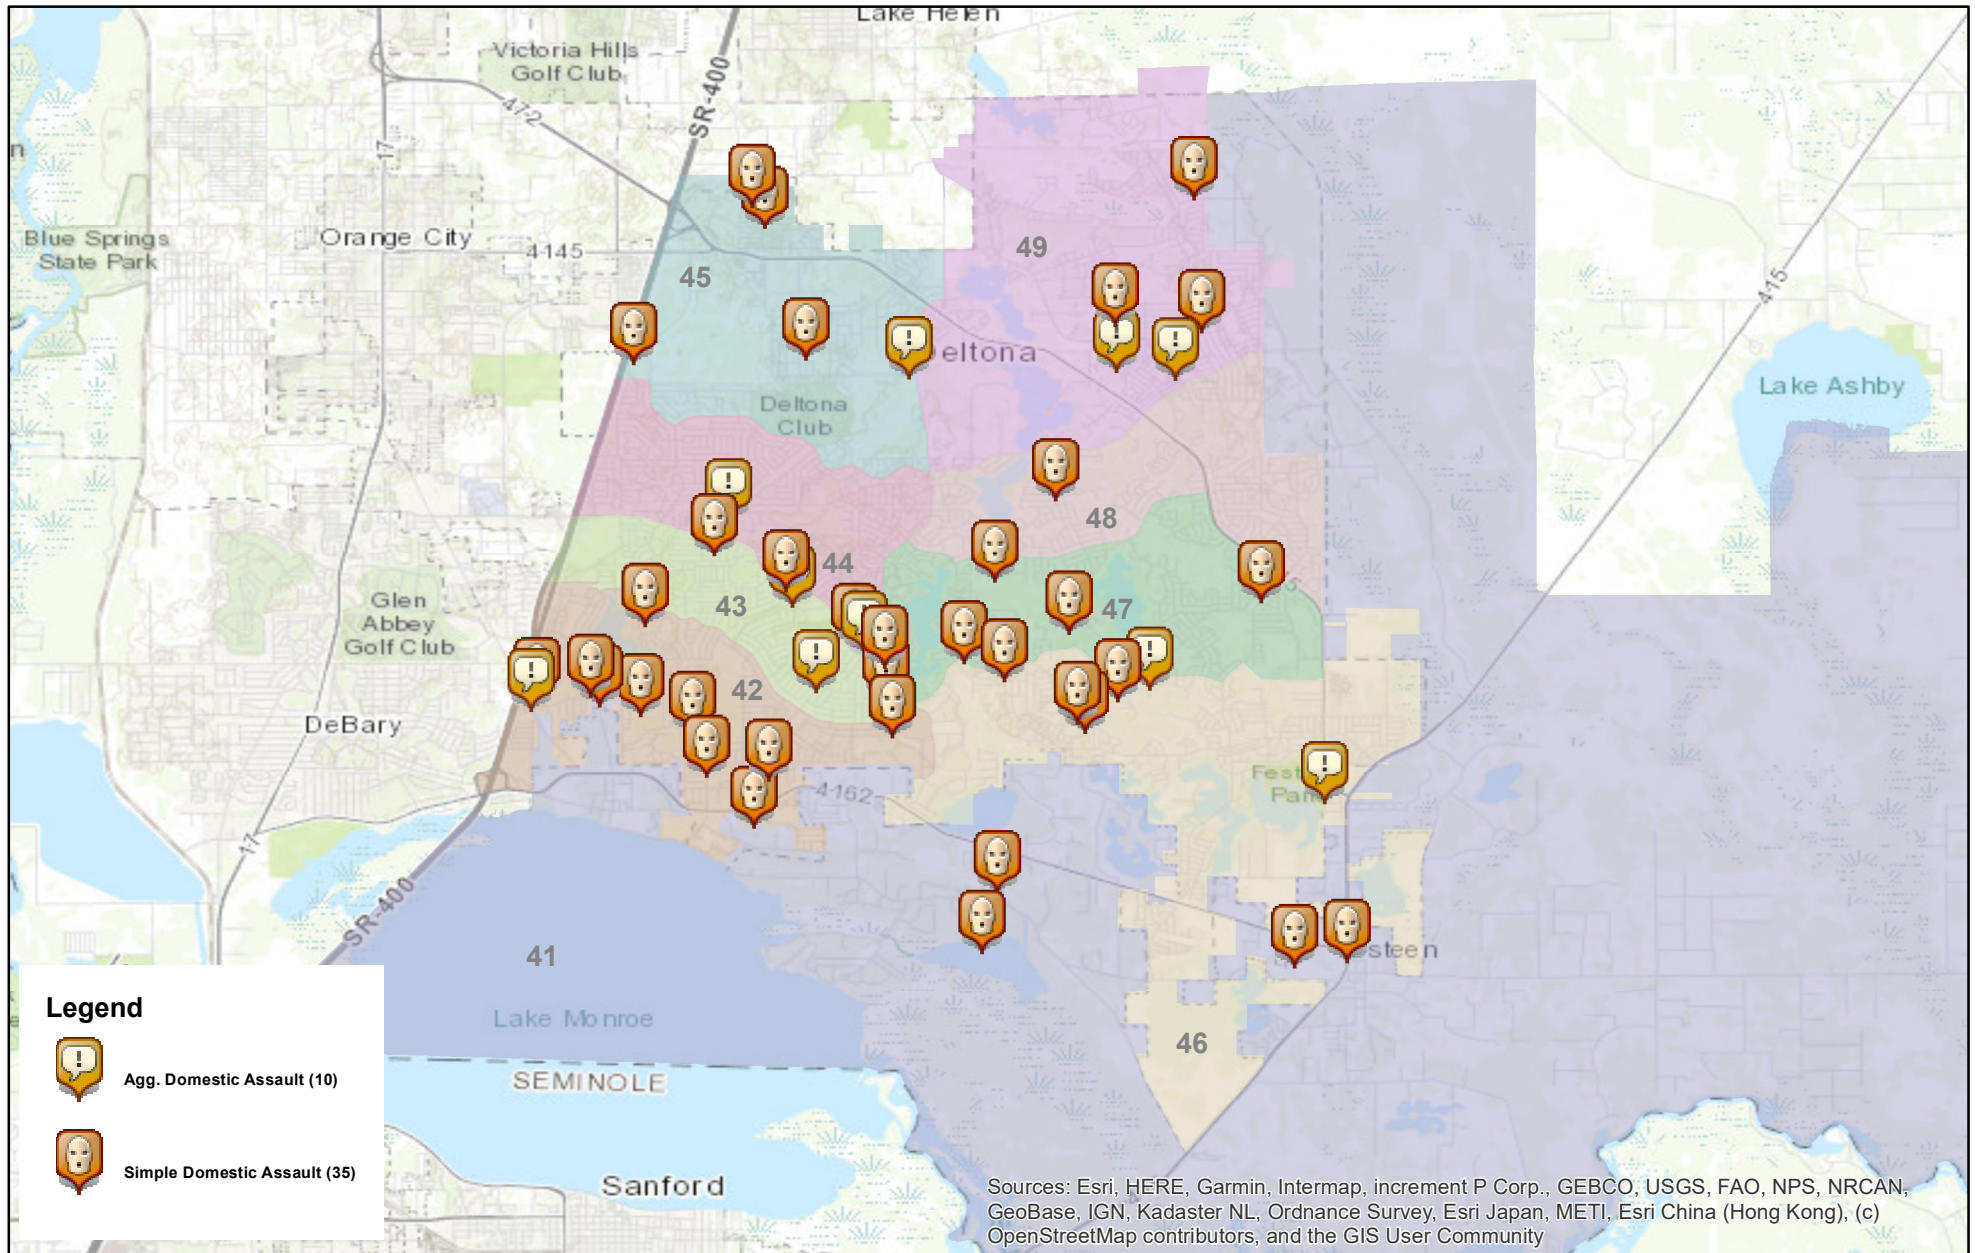 Lake Helen
Victoria Hills
Golf Club
SR-400
47-2
17
Blue Springs
State Park
Orange City
4145
45
49
415
eltona
Lake Ashby
Deltona
Club
48
44
43
47
Glen
Abbey
Golf Club
42
DeBary
4162
17
SR-400
steen
41
Lake Monroe
46
SEMINOLE
Sanford
Legend
!
Agg. Domestic Assault (10)
Simple Domestic Assault (35)
Sources: Esri, HERE, Garmin, Intermap, increment P Corp., GEBCO, USGS, FAO, NPS, NRCAN,
GeoBase, IGN, Kadaster NL, Ordnance Survey, Esri Japan, METI, Esri China (Hong Kong), (c)
OpenStreetMap contributors, and the GIS User Community